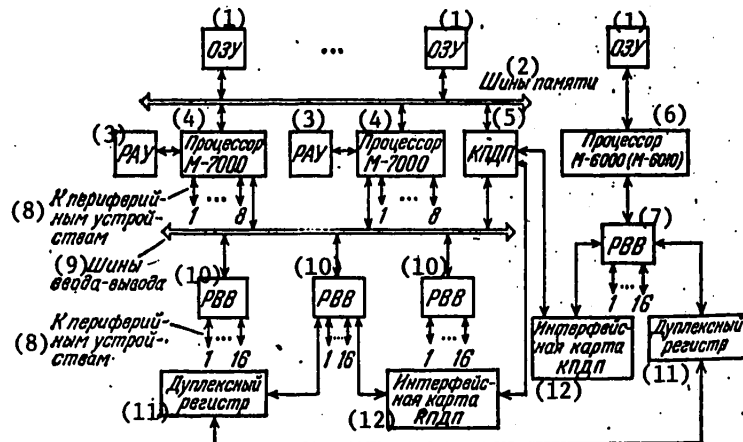 (1) (1) (1)
ОЗУ ... ОЗУ ОЗУ
(2)
Шины памяти
(3) (4) (3) (4) (5) (6)
РАУ Процессор М-7000 РАУ Процессор М-7000 КПДП Процессор М-6000 (М-6010)
(8) К периферий-
ным устрой-
ствам
1 ... 8 1 ... 8
(7)
РВВ
1 ... 16
(9) Шины
ввода-вывода
(10) (10) (10)
РВВ РВВ РВВ
(8) К периферий-
ным устрой-
ствам
1 ... 16 1 ... 16 1 ... 16
Интерфейс-
ная карта
КПДП
(12)
Дуплексный
регистр
(11)
Дуплексный
регистр
(11)
Интерфейс-
ная карта
КПДП
(12)